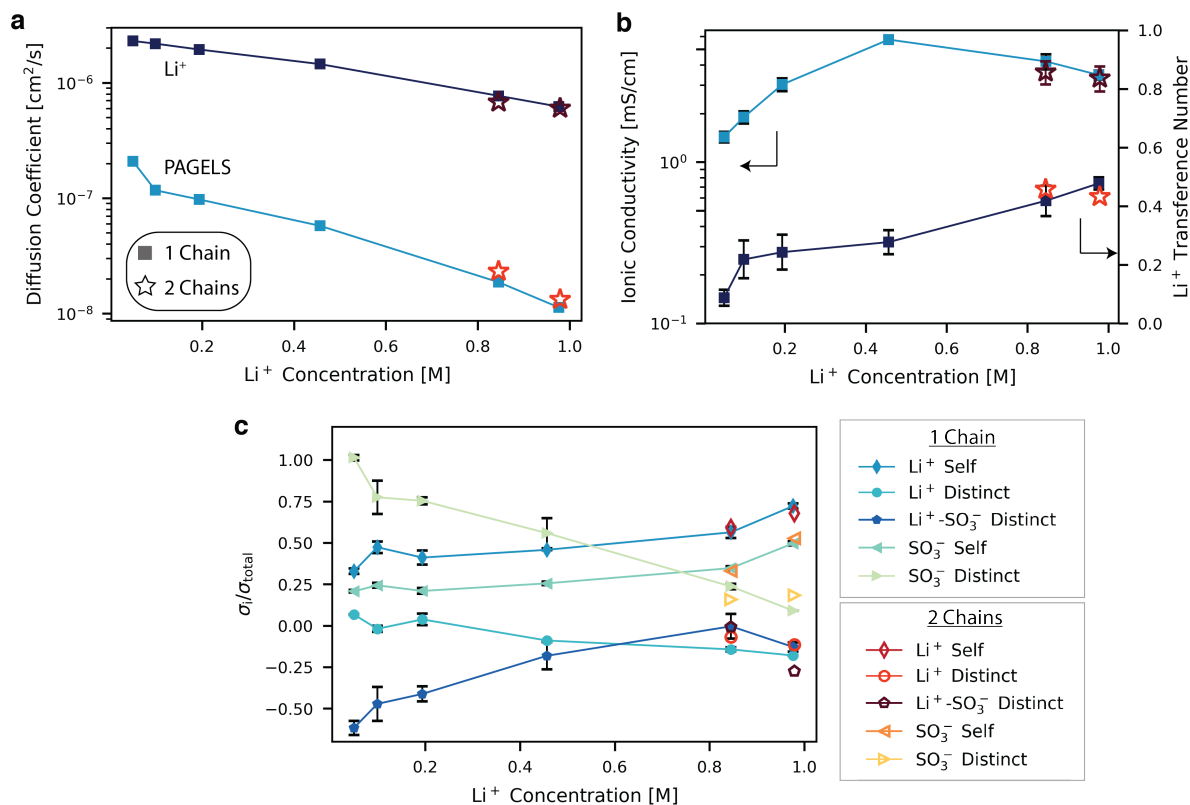 a
Diffusion Coefficient [cm²/s]
10⁻⁶
10⁻⁷
10⁻⁸
Li⁺
PAGELS
1 Chain
2 Chains
0.2 0.4 0.6 0.8 1.0
Li⁺ Concentration [M]
b
Ionic Conductivity [mS/cm]
10⁰
10⁻¹
1.0
0.8
0.6
0.4
0.2
0.0
Li⁺ Transference Number
0.2 0.4 0.6 0.8 1.0
Li⁺ Concentration [M]
c
σᵢ/σₜₒₜₐₗ
1.00
0.75
0.50
0.25
0.00
−0.25
−0.50
0.2 0.4 0.6 0.8 1.0
Li⁺ Concentration [M]
1 Chain
Li⁺ Self
Li⁺ Distinct
Li⁺-SO₃⁻ Distinct
SO₃⁻ Self
SO₃⁻ Distinct
2 Chains
Li⁺ Self
Li⁺ Distinct
Li⁺-SO₃⁻ Distinct
SO₃⁻ Self
SO₃⁻ Distinct